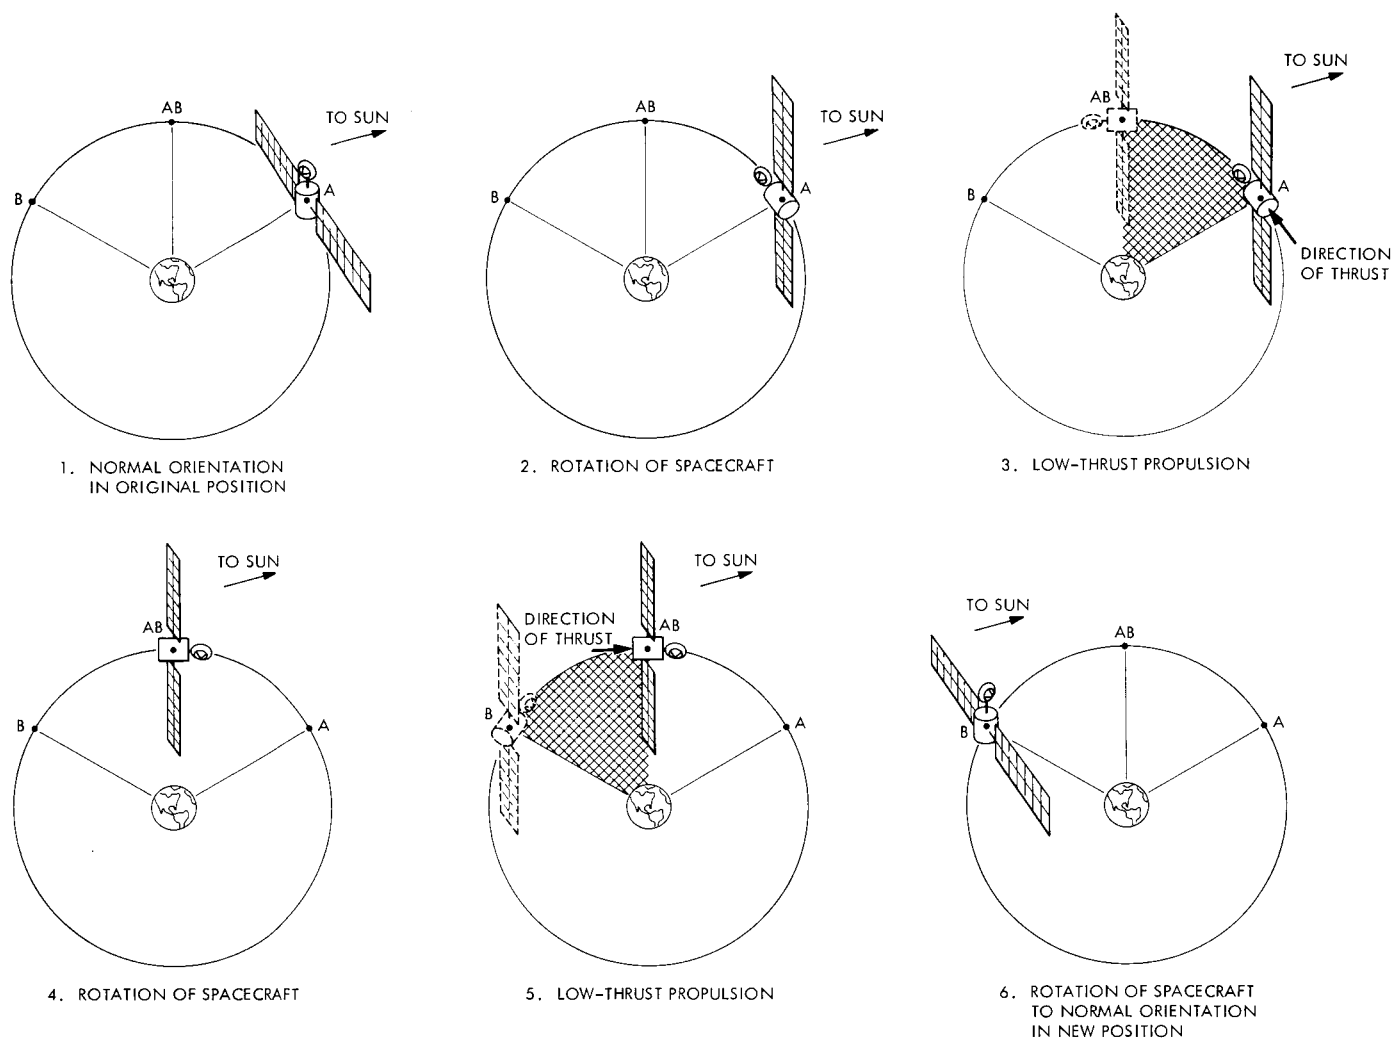 AB
TO SUN
B
A
1. NORMAL ORIENTATION
IN ORIGINAL POSITION
AB
TO SUN
B
A
2. ROTATION OF SPACECRAFT
TO SUN
AB
B
A
DIRECTION
OF THRUST
3. LOW-THRUST PROPULSION
TO SUN
AB
B
A
4. ROTATION OF SPACECRAFT
TO SUN
DIRECTION
OF THRUST
AB
B
A
5. LOW-THRUST PROPULSION
TO SUN
AB
B
A
6. ROTATION OF SPACECRAFT
TO NORMAL ORIENTATION
IN NEW POSITION